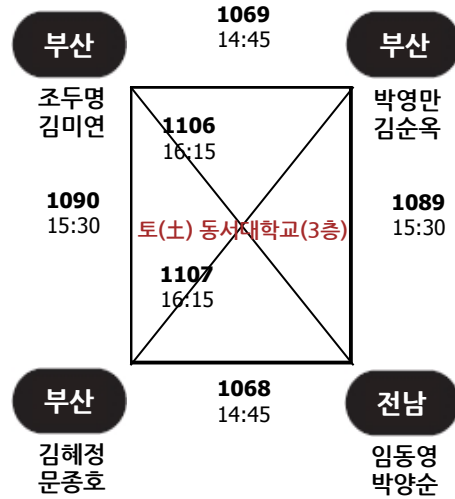 1069
14:45
부산
부산
조두명
김미연
박영만
김순옥
1106
16:15
1090
15:30
1089
15:30
토(土) 동서대학교(3층)
1107
16:15
부산
1068
14:45
전남
김혜정
문종호
임동영
박양순